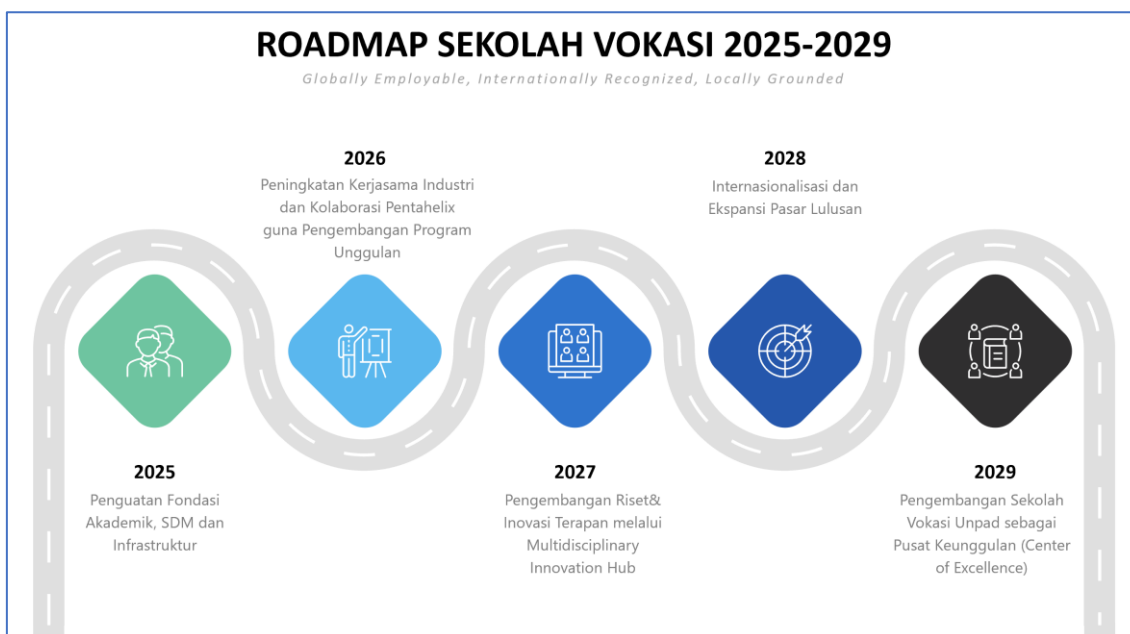 ROADMAP SEKOLAH VOKASI 2025-2029
Globally Employable, Internationally Recognized, Locally Grounded
2025
Penguatan Fondasi
Akademik, SDM dan
Infrastruktur
2026
Peningkatan Kerjasama Industri
dan Kolaborasi Pentahelix
guna Pengembangan Program
Unggulan
2027
Pengembangan Riset&
Inovasi Terapan melalui
Multidisciplinary
Innovation Hub
2028
Internasionalisasi dan
Ekspansi Pasar Lulusan
2029
Pengembangan Sekolah
Vokasi Unpad sebagai
Pusat Keunggulan (Center
of Excellence)